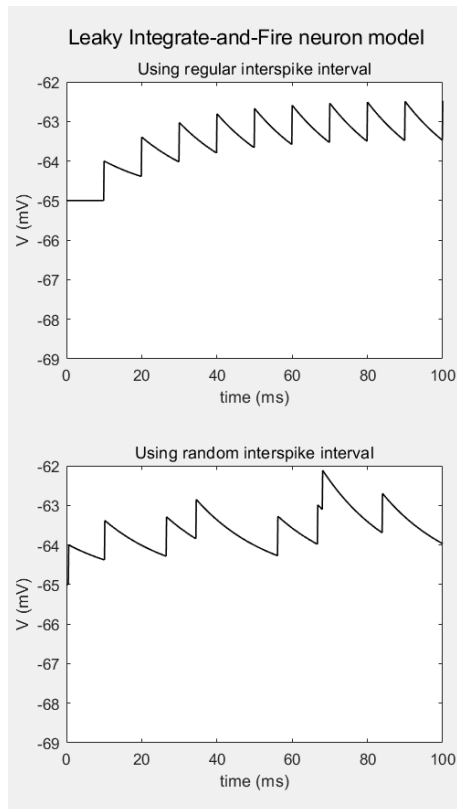 Leaky Integrate-and-Fire neuron model
Using regular interspike interval
-62
-63
-64
-65
-66
-67
-68
-69
V (mV)
0 20 40 60 80 100
time (ms)
Using random interspike interval
-62
-63
-64
-65
-66
-67
-68
-69
V (mV)
0 20 40 60 80 100
time (ms)